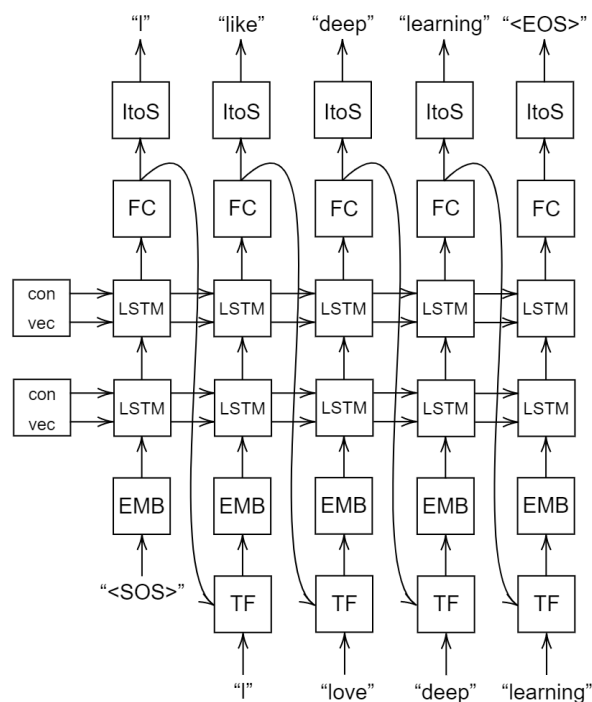 “I” “like” “deep” “learning” “<EOS>”
ItoS ItoS ItoS ItoS ItoS
FC FC FC FC FC
con
vec
LSTM LSTM LSTM LSTM LSTM
con
vec
LSTM LSTM LSTM LSTM LSTM
EMB EMB EMB EMB EMB
“<SOS>”
TF TF TF TF
“I” “love” “deep” “learning”